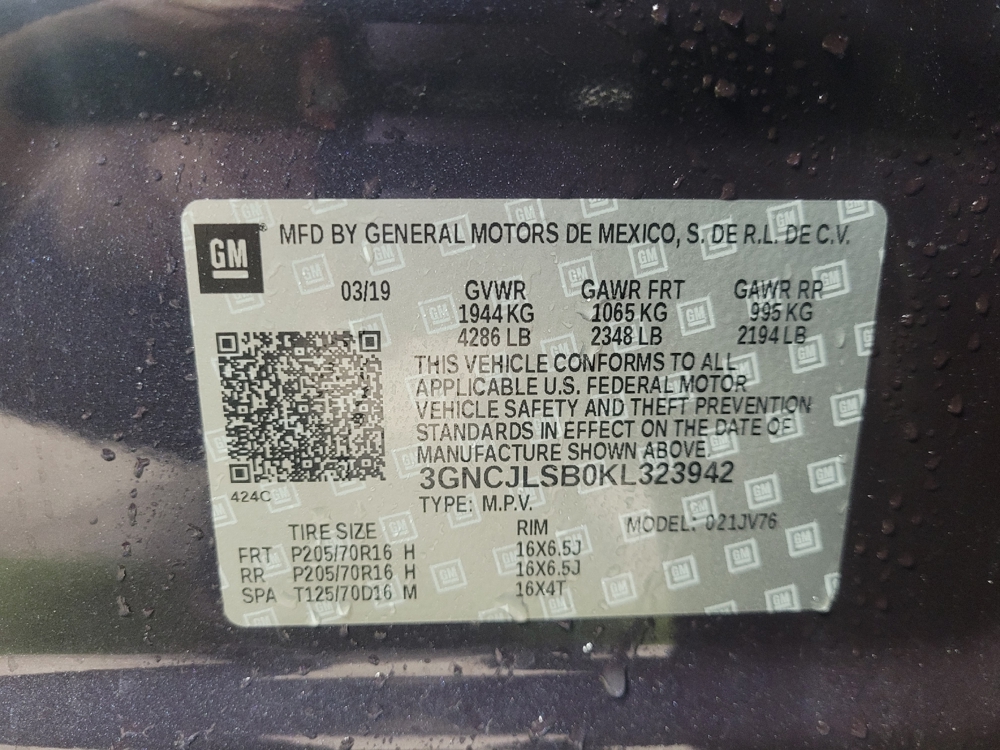 GM ® MFD BY GENERAL MOTORS DE MEXICO, S. DE R.L. DE C.V.
03/19 GVWR GAWR FRT GAWR RR
1944 KG 1065 KG 995 KG
4286 LB 2348 LB 2194 LB
THIS VEHICLE CONFORMS TO ALL
APPLICABLE U.S. FEDERAL MOTOR
VEHICLE SAFETY AND THEFT PREVENTION
STANDARDS IN EFFECT ON THE DATE OF
MANUFACTURE SHOWN ABOVE.
3GNCJLSB0KL323942
424C
TYPE: M.P.V. MODEL: 021JV76
TIRE SIZE RIM
FRT P205/70R16 H 16X6.5J
RR P205/70R16 H 16X6.5J
SPA T125/70D16 M 16X4T